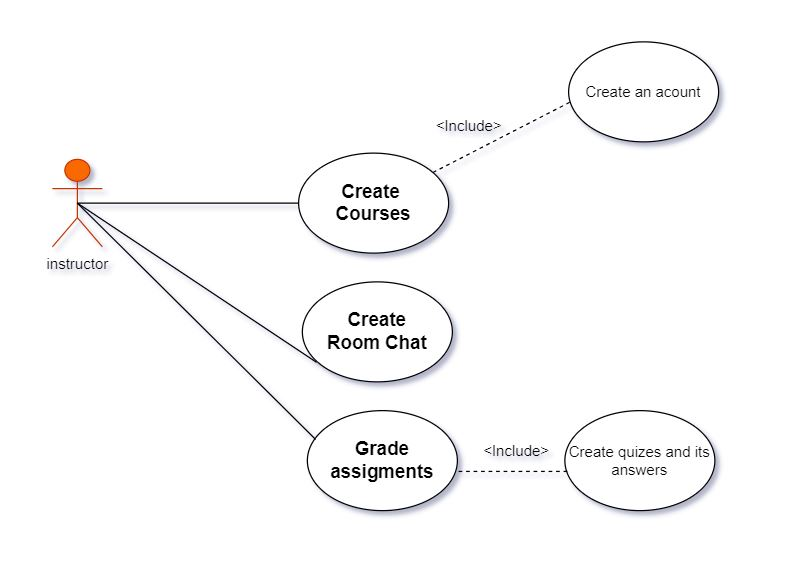 Create an acount
<Include>
Create
Courses
instructor
Create
Room Chat
Grade
assigments
<Include>
Create quizes and its
answers